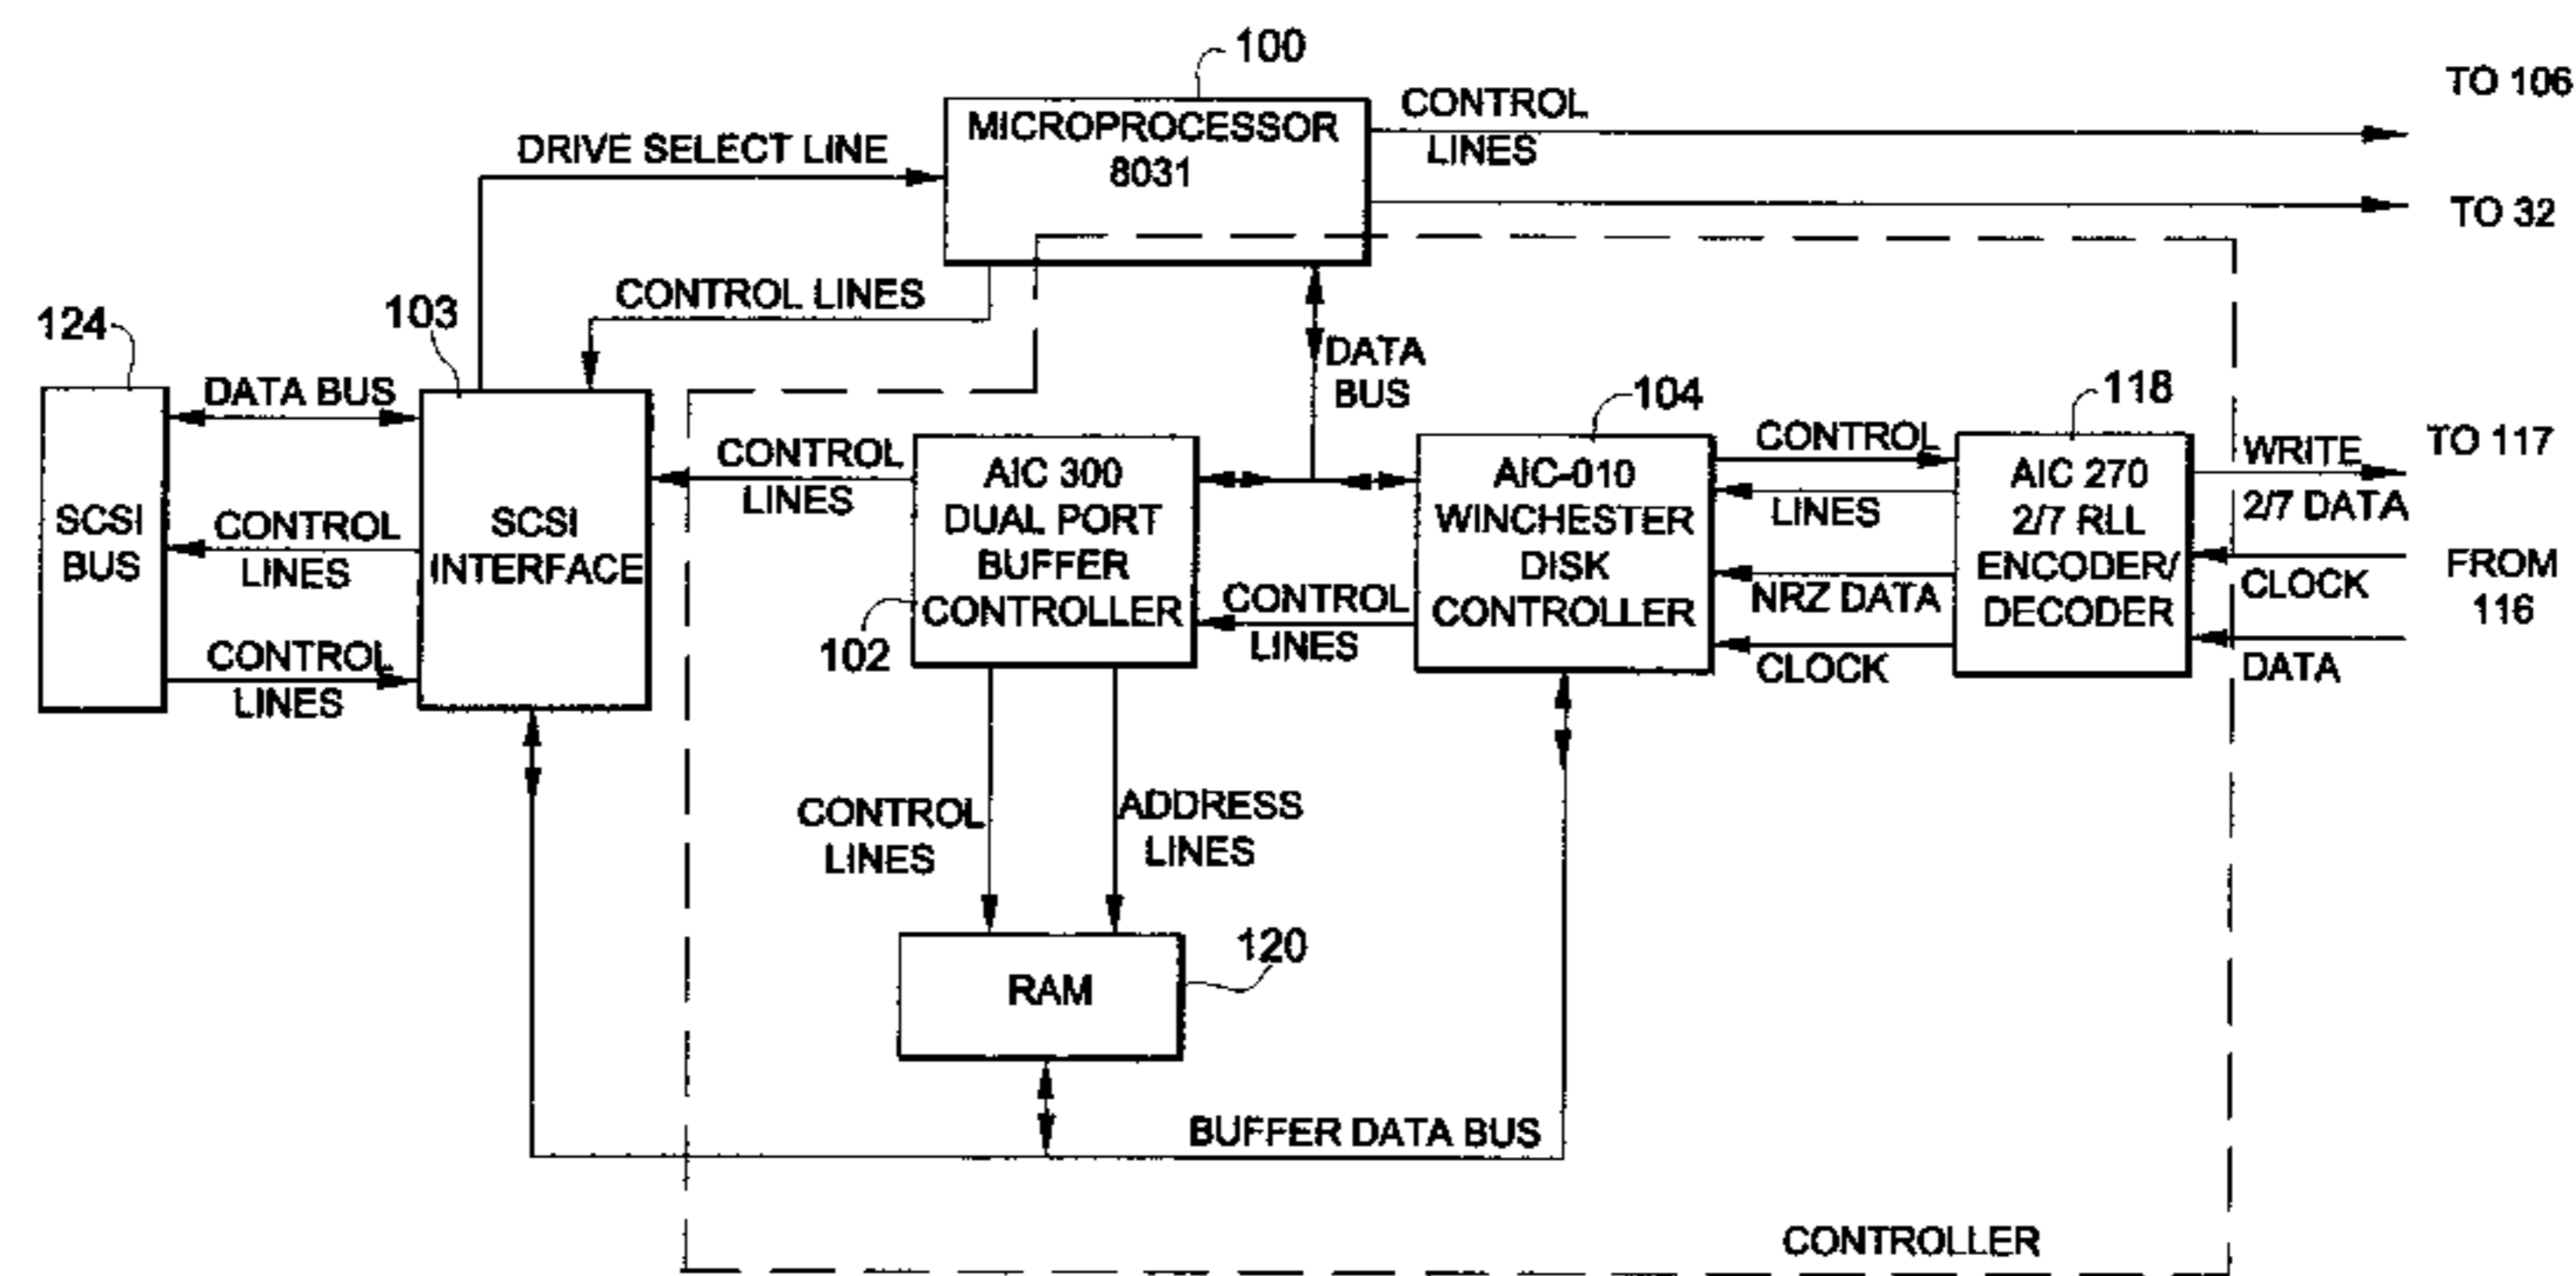 100
TO 106
MICROPROCESSOR
8031
CONTROL
LINES
DRIVE SELECT LINE
TO 32
CONTROL LINES
124
103
DATA
BUS
DATA BUS
104
118
CONTROL
LINES
AIC 300
DUAL PORT
BUFFER
CONTROLLER
102
AIC-010
WINCHESTER
DISK
CONTROLLER
CONTROL
LINES
NRZ DATA
CLOCK
AIC 270
2/7 RLL
ENCODER/
DECODER
WRITE
2/7 DATA
TO 117
CLOCK
FROM
116
DATA
SCSI
BUS
CONTROL
LINES
SCSI
INTERFACE
CONTROL
LINES
CONTROL
LINES
CONTROL
LINES
ADDRESS
LINES
120
RAM
BUFFER DATA BUS
CONTROLLER